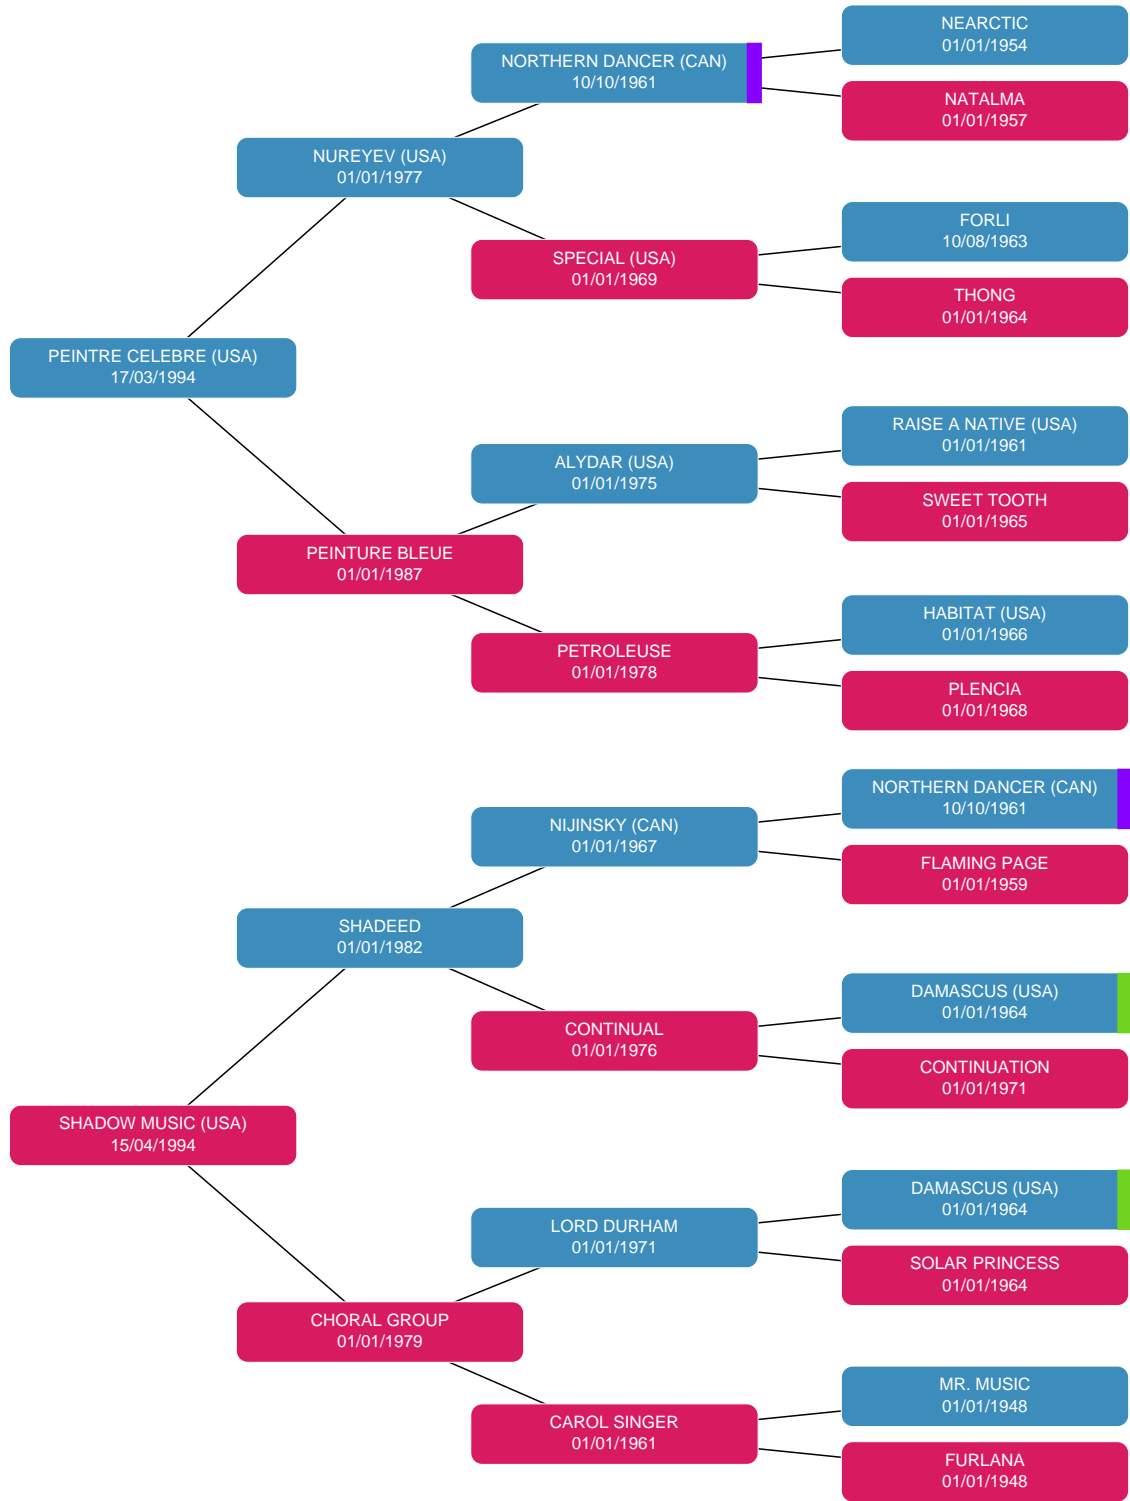 NEARCTIC
01/01/1954
NORTHERN DANCER (CAN)
10/10/1961
NATALMA
01/01/1957
NUREYEV (USA)
01/01/1977
FORLI
10/08/1963
SPECIAL (USA)
01/01/1969
THONG
01/01/1964
PEINTRE CELEBRE (USA)
17/03/1994
RAISE A NATIVE (USA)
01/01/1961
ALYDAR (USA)
01/01/1975
SWEET TOOTH
01/01/1965
PEINTURE BLEUE
01/01/1987
HABITAT (USA)
01/01/1966
PETROLEUSE
01/01/1978
PLENCIA
01/01/1968
NORTHERN DANCER (CAN)
10/10/1961
NIJINSKY (CAN)
01/01/1967
FLAMING PAGE
01/01/1959
SHADEED
01/01/1982
DAMASCUS (USA)
01/01/1964
CONTINUAL
01/01/1976
CONTINUATION
01/01/1971
SHADOW MUSIC (USA)
15/04/1994
DAMASCUS (USA)
01/01/1964
LORD DURHAM
01/01/1971
SOLAR PRINCESS
01/01/1964
CHORAL GROUP
01/01/1979
MR. MUSIC
01/01/1948
CAROL SINGER
01/01/1961
FURLANA
01/01/1948